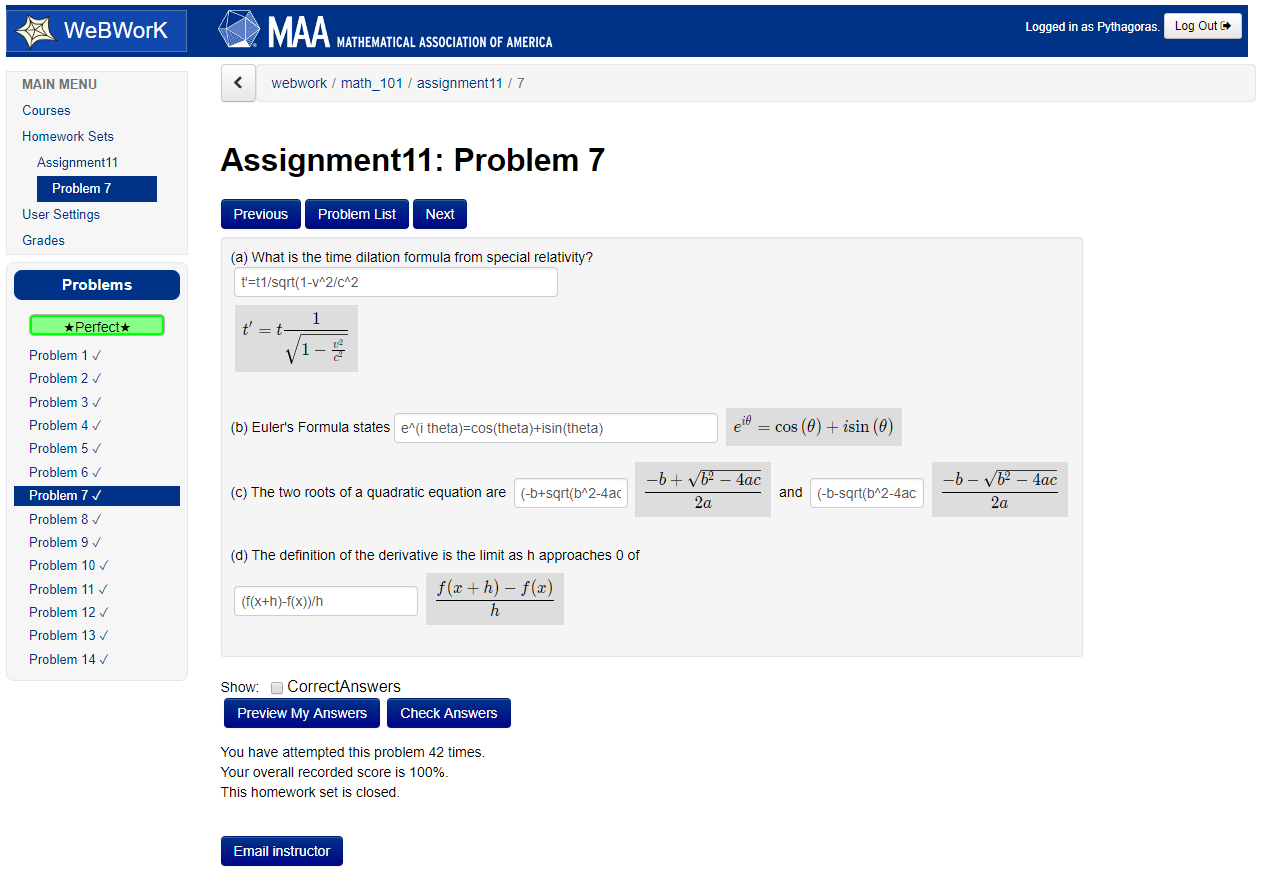 WeBWorK
MAA MATHEMATICAL ASSOCIATION OF AMERICA
Logged in as Pythagoras. Log Out
MAIN MENU
Courses
Homework Sets
Assignment11
Problem 7
User Settings
Grades
Problems
★Perfect★
Problem 1 ✓
Problem 2 ✓
Problem 3 ✓
Problem 4 ✓
Problem 5 ✓
Problem 6 ✓
Problem 7 ✓
Problem 8 ✓
Problem 9 ✓
Problem 10 ✓
Problem 11 ✓
Problem 12 ✓
Problem 13 ✓
Problem 14 ✓
webwork / math_101 / assignment11 / 7
Assignment11: Problem 7
Previous Problem List Next
(a) What is the time dilation formula from special relativity?
t'=t1/sqrt(1-v^2/c^2
t′ = t \frac{1}{\sqrt{1 − \frac{v^2}{c^2}}}
(b) Euler's Formula states e^(i theta)=cos(theta)+isin(theta) e^{iθ} = cos (θ) + isin (θ)
(c) The two roots of a quadratic equation are (-b+sqrt(b^2-4ac \frac{−b + \sqrt{b^2 − 4ac}}{2a} and (-b-sqrt(b^2-4ac \frac{−b − \sqrt{b^2 − 4ac}}{2a}
(d) The definition of the derivative is the limit as h approaches 0 of
(f(x+h)-f(x))/h \frac{f(x + h) − f(x)}{h}
Show: CorrectAnswers
Preview My Answers Check Answers
You have attempted this problem 42 times.
Your overall recorded score is 100%.
This homework set is closed.
Email instructor